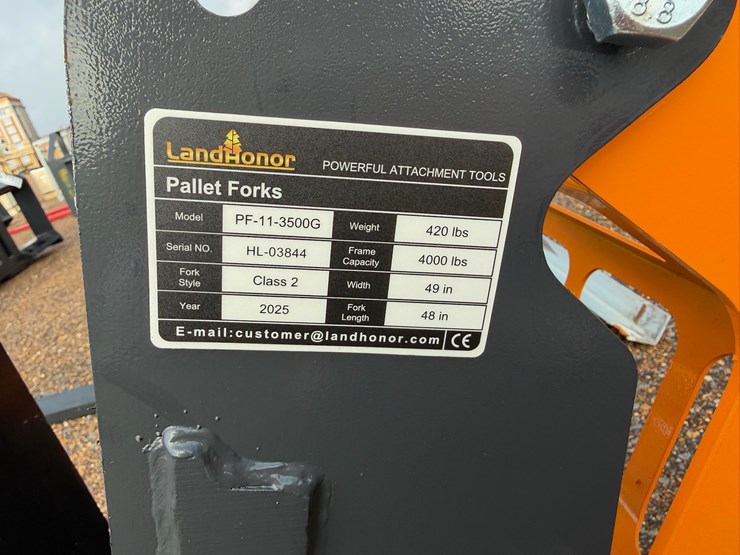 LandHonor POWERFUL ATTACHMENT TOOLS
Pallet Forks
Model PF-11-3500G Weight 420 lbs
Serial NO. HL-03844 Frame Capacity 4000 lbs
Fork Style Class 2 Width 49 in
Year 2025 Fork Length 48 in
E-mail:customer@landhonor.com CE
8 8